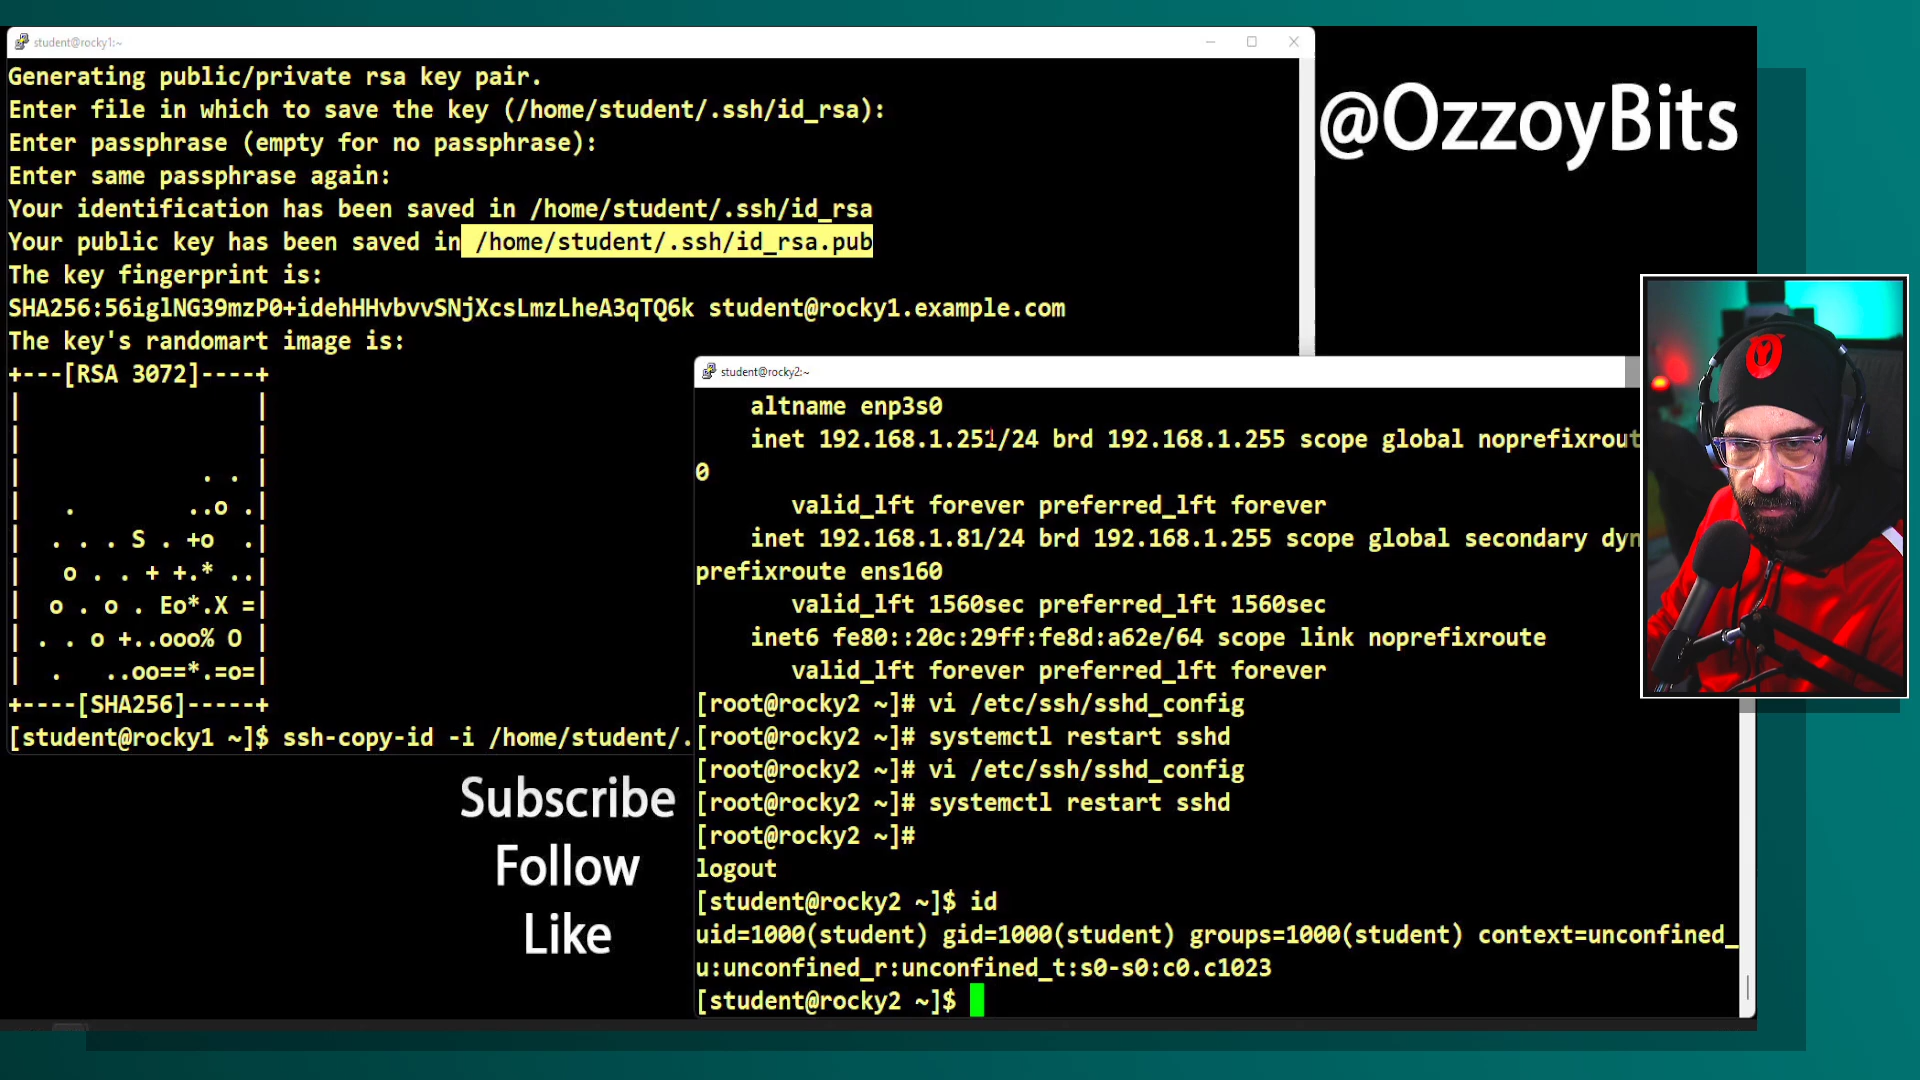 student@rocky1:~
Generating public/private rsa key pair.
Enter file in which to save the key (/home/student/.ssh/id_rsa):
Enter passphrase (empty for no passphrase):
Enter same passphrase again:
Your identification has been saved in /home/student/.ssh/id_rsa
Your public key has been saved in /home/student/.ssh/id_rsa.pub
The key fingerprint is:
SHA256:56iglNG39mzP0+idehHHvbvvSNjXcsLmzLheA3qTQ6k student@rocky1.example.com
The key's randomart image is:
+---[RSA 3072]----+
|                 |
|                 |
|              . . |
|   .        ..o .|
|  . . . S . +o  .|
|   o . . + +.* ..|
|  o . o . Eo*.X =|
| . . o +..ooo% O |
|  .   ..oo==*.=o=|
+----[SHA256]-----+
[student@rocky1 ~]$ ssh-copy-id -i /home/student/.
@OzzoyBits
student@rocky2:~
altname enp3s0
inet 192.168.1.251/24 brd 192.168.1.255 scope global noprefixrout
0
valid_lft forever preferred_lft forever
inet 192.168.1.81/24 brd 192.168.1.255 scope global secondary dyn
prefixroute ens160
valid_lft 1560sec preferred_lft 1560sec
inet6 fe80::20c:29ff:fe8d:a62e/64 scope link noprefixroute
valid_lft forever preferred_lft forever
[root@rocky2 ~]# vi /etc/ssh/sshd_config
[root@rocky2 ~]# systemctl restart sshd
[root@rocky2 ~]# vi /etc/ssh/sshd_config
[root@rocky2 ~]# systemctl restart sshd
[root@rocky2 ~]#
logout
[student@rocky2 ~]$ id
uid=1000(student) gid=1000(student) groups=1000(student) context=unconfined_
u:unconfined_r:unconfined_t:s0-s0:c0.c1023
[student@rocky2 ~]$
Subscribe
Follow
Like